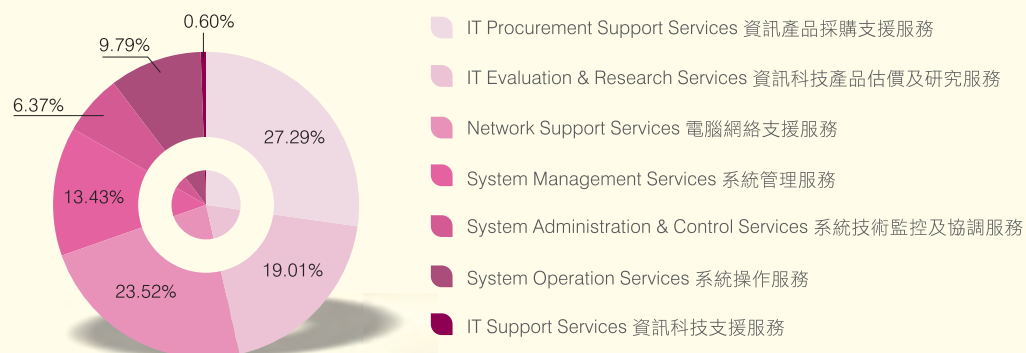 0.60%
9.79%
6.37%
27.29%
13.43%
19.01%
23.52%
IT Procurement Support Services 資訊產品採購支援服務
IT Evaluation & Research Services 資訊科技產品估價及研究服務
Network Support Services 電腦網絡支援服務
System Management Services 系統管理服務
System Administration & Control Services 系統技術監控及協調服務
System Operation Services 系統操作服務
IT Support Services 資訊科技支援服務